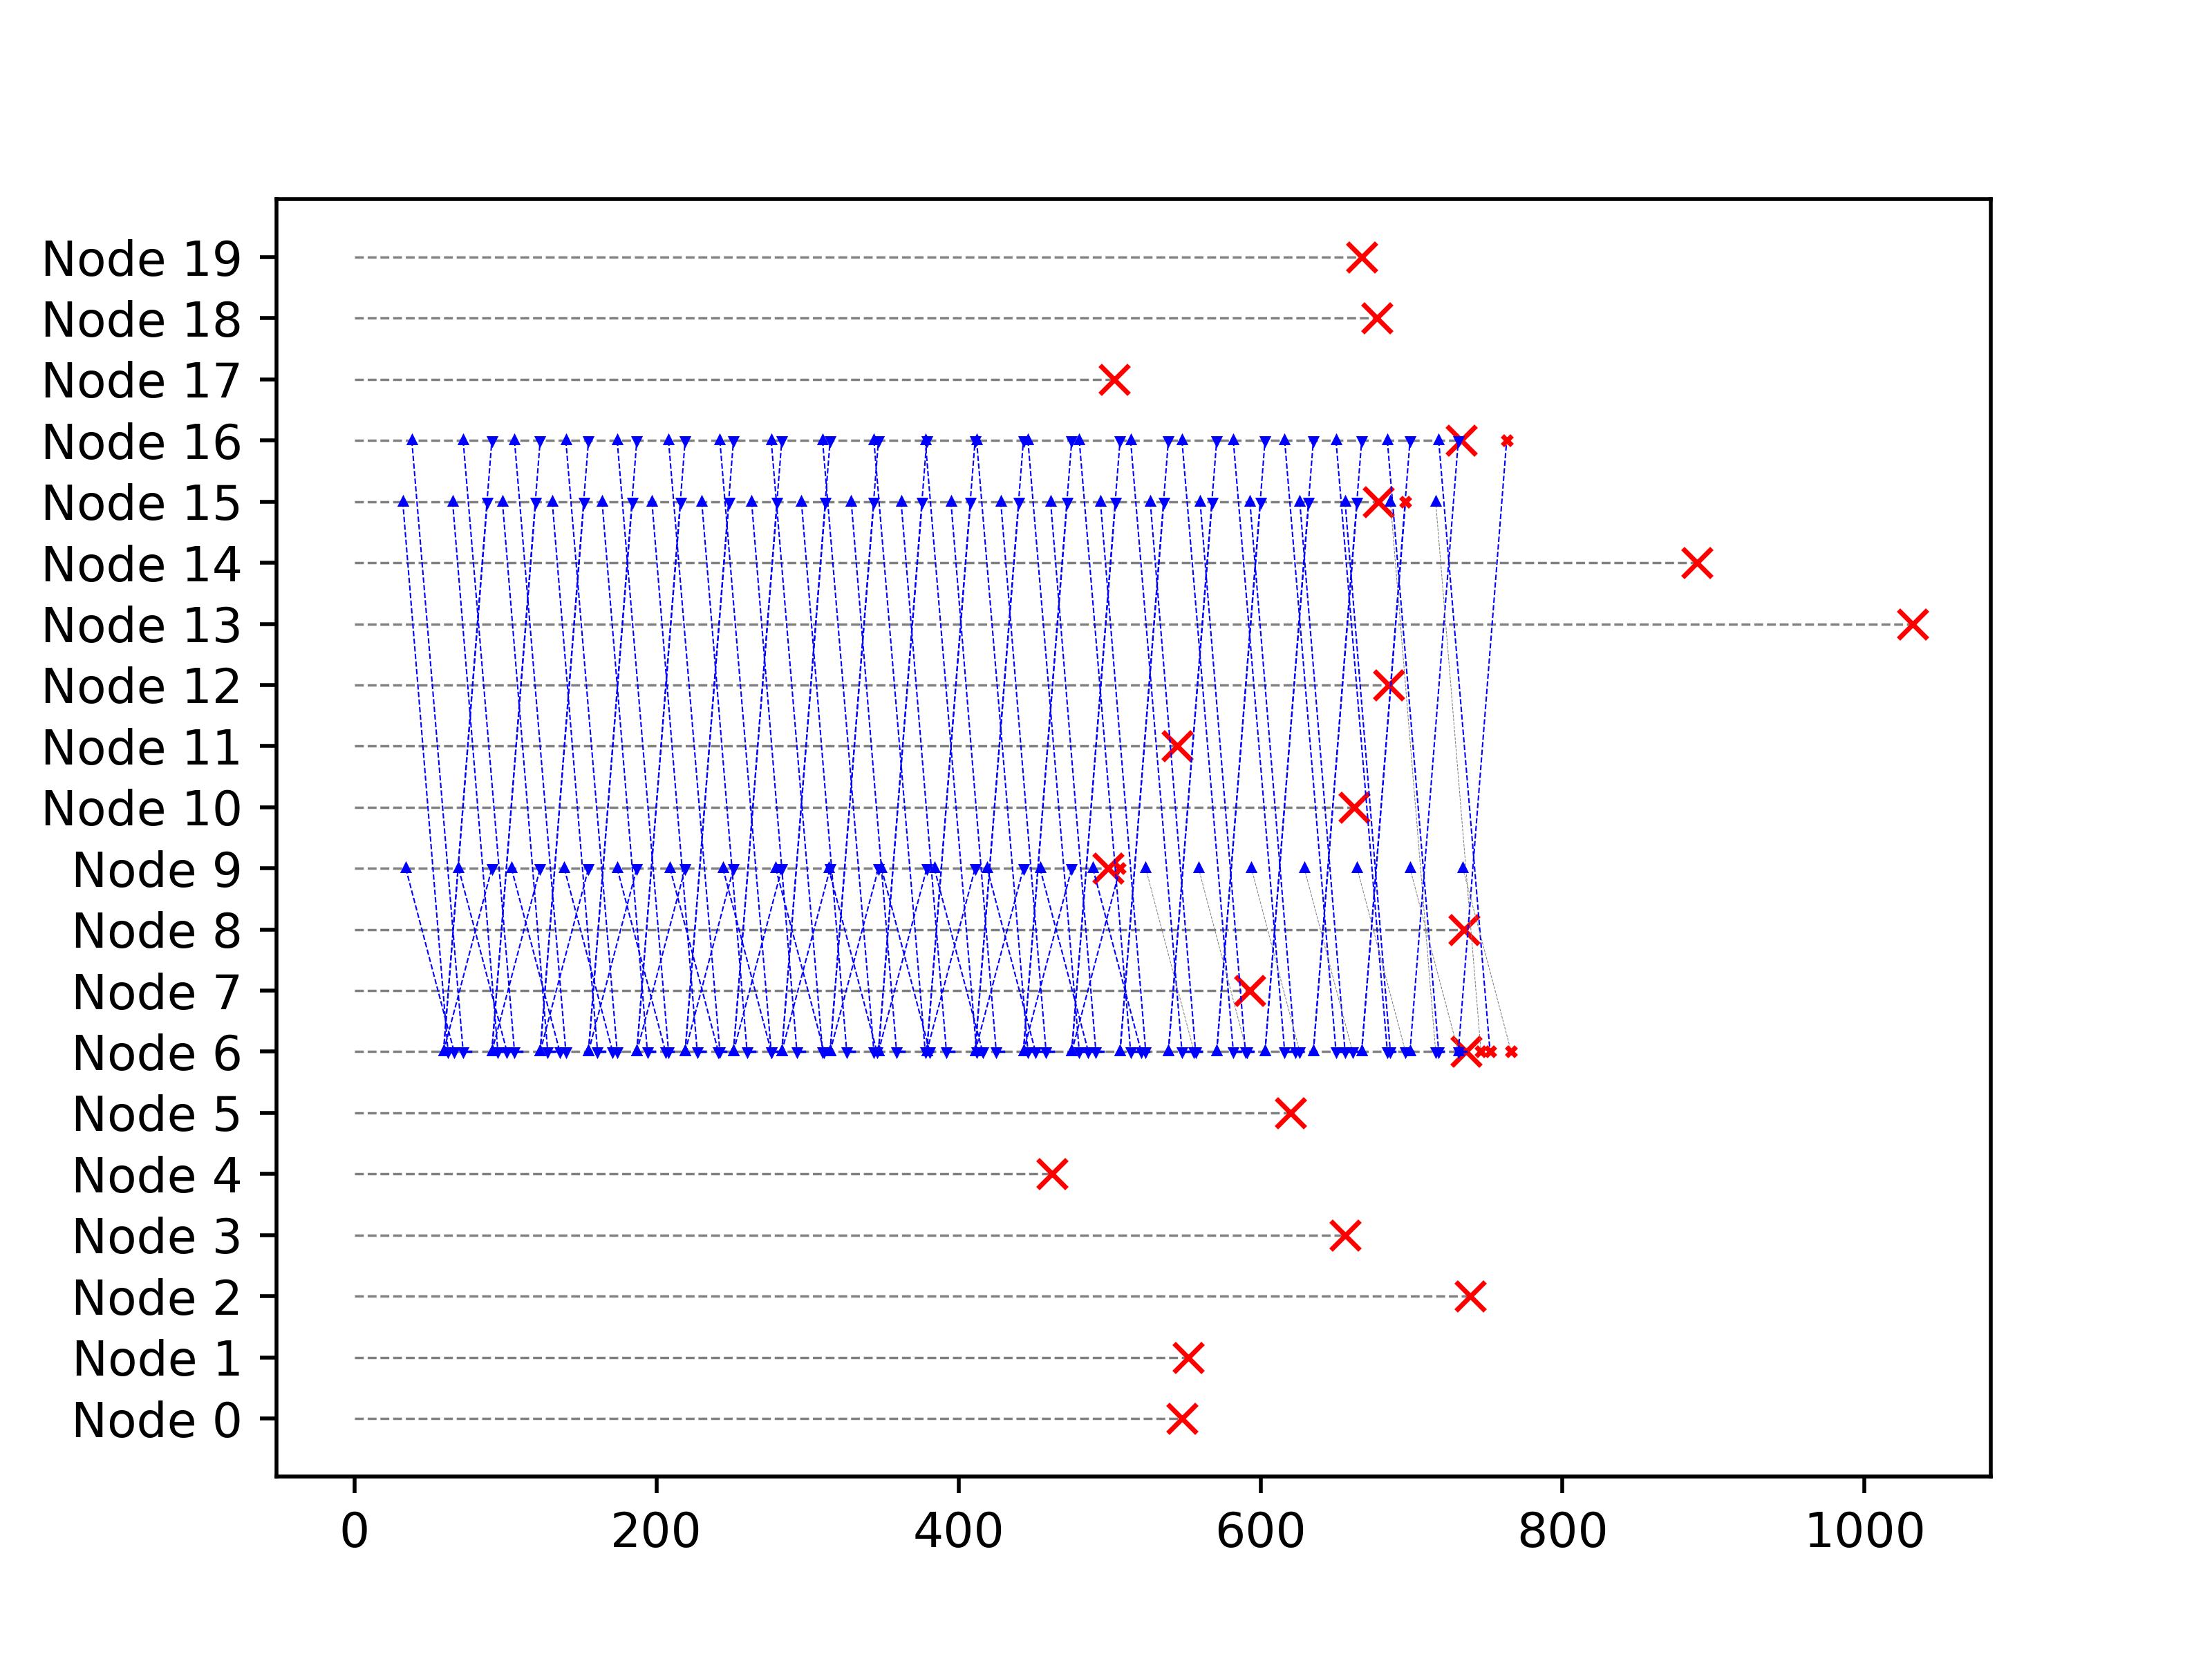 Node 19
Node 18
Node 17
Node 16
Node 15
Node 14
Node 13
Node 12
Node 11
Node 10
Node 9
Node 8
Node 7
Node 6
Node 5
Node 4
Node 3
Node 2
Node 1
Node 0
0 200 400 600 800 1000